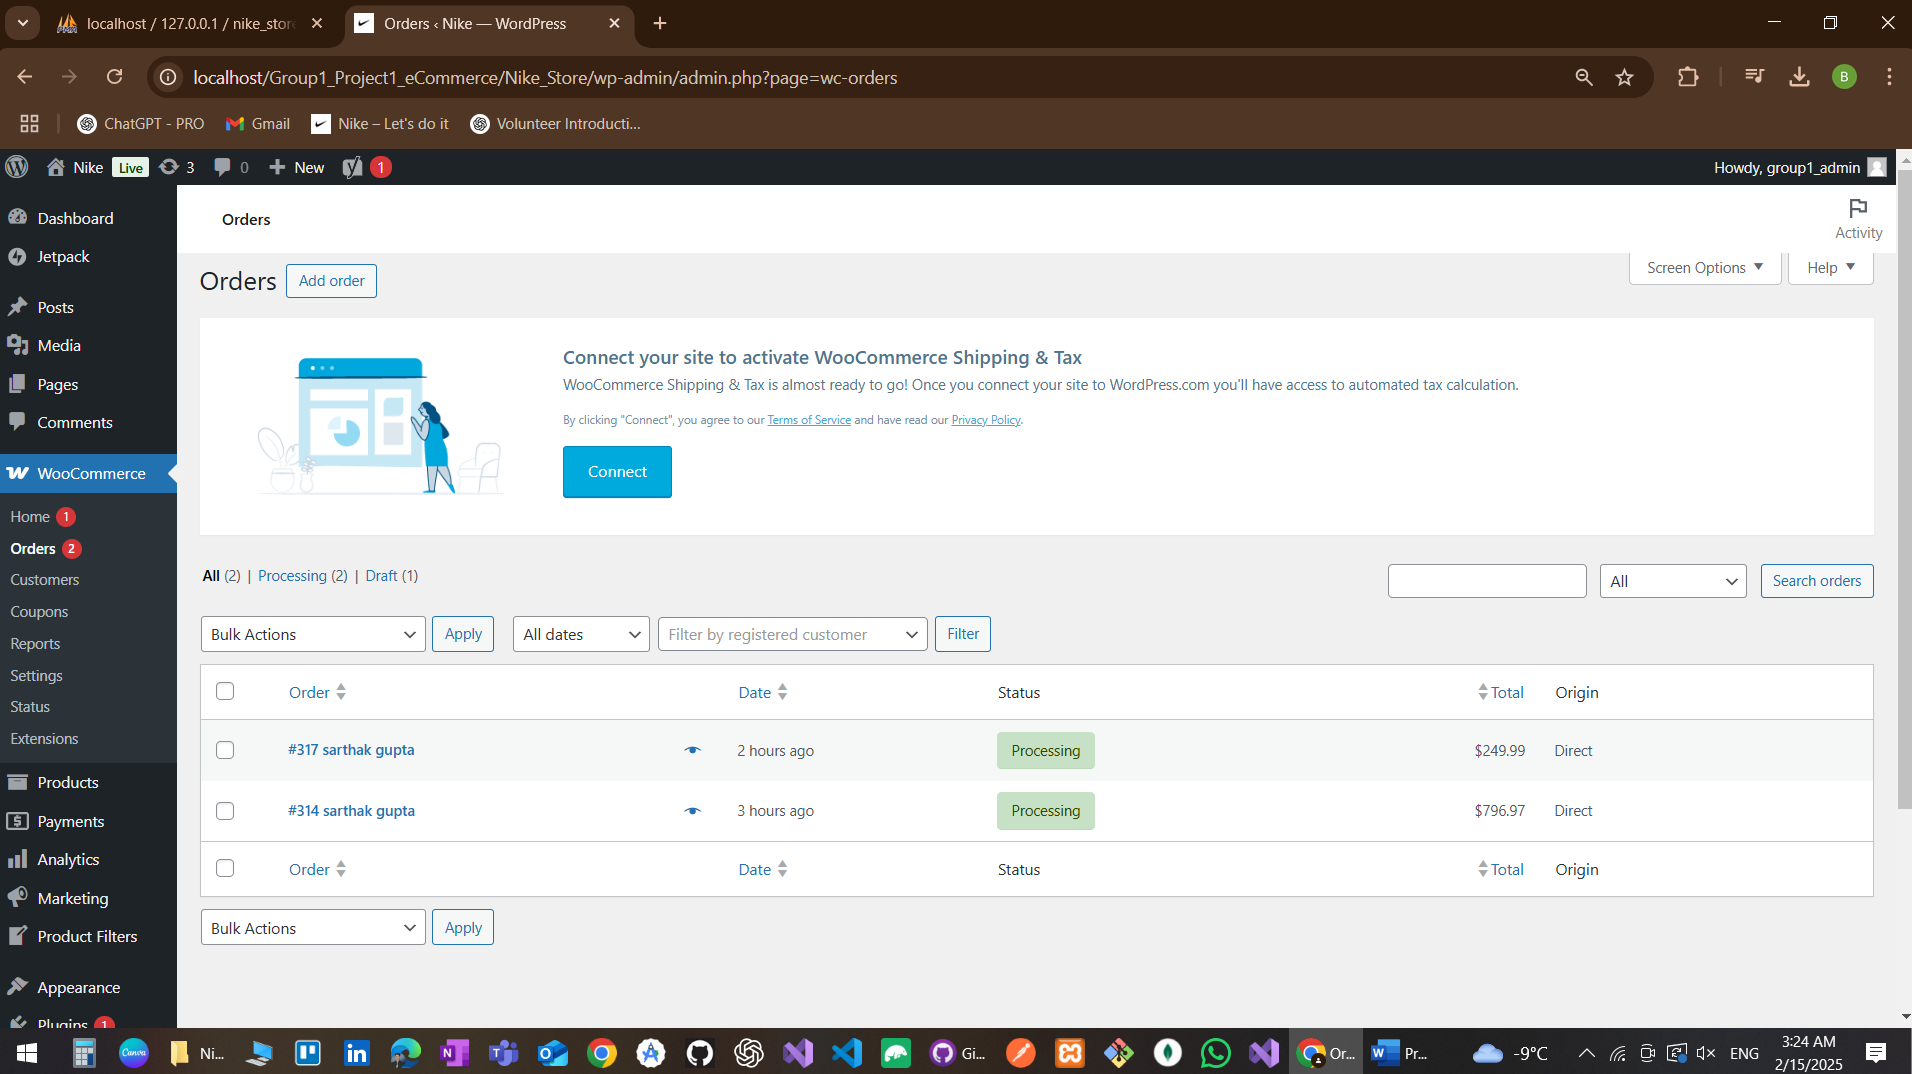 localhost / 127.0.0.1 / nike_stor
Orders ‹ Nike — WordPress
localhost/Group1_Project1_eCommerce/Nike_Store/wp-admin/admin.php?page=wc-orders
B
ChatGPT - PRO
Gmail
Nike – Let's do it
Volunteer Introducti...
Nike Live 3 0 New 1
Howdy, group1_admin
Dashboard
Jetpack
Posts
Media
Pages
Comments
WooCommerce
Home 1
Orders 2
Customers
Coupons
Reports
Settings
Status
Extensions
Products
Payments
Analytics
Marketing
Product Filters
Appearance
Plugins 1
Orders
Activity
Orders Add order
Screen Options
Help
Connect your site to activate WooCommerce Shipping & Tax
WooCommerce Shipping & Tax is almost ready to go! Once you connect your site to WordPress.com you'll have access to automated tax calculation.
By clicking "Connect", you agree to our Terms of Service and have read our Privacy Policy.
Connect
All (2) | Processing (2) | Draft (1)
All
Search orders
Bulk Actions Apply All dates Filter by registered customer Filter
Order Date Status Total Origin
#317 sarthak gupta 2 hours ago Processing $249.99 Direct
#314 sarthak gupta 3 hours ago Processing $796.97 Direct
Order Date Status Total Origin
Bulk Actions Apply
Canva
Ni...
Gi...
Or...
Pr...
-9°C
ENG
3:24 AM
2/15/2025